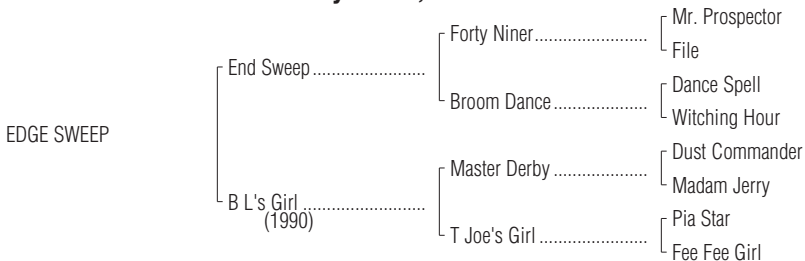 Mr. Prospector
Forty Niner..............................
File
End Sweep........................
Dance Spell
Broom Dance.........................
Witching Hour
EDGE SWEEP
Dust Commander
Master Derby.........................
Madam Jerry
B L's Girl.................................
(1990)
Pia Star
T Joe's Girl.............................
Fee Fee Girl